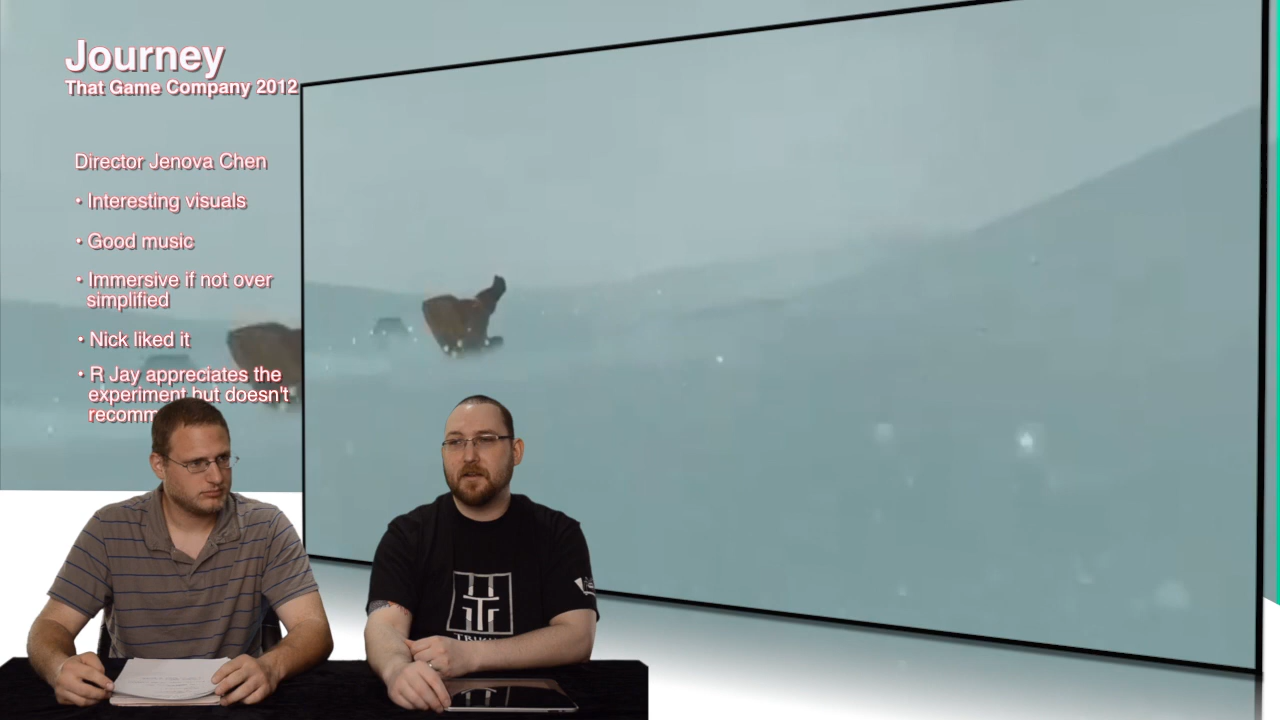 Journey
That Game Company 2012
Director Jenova Chen
• Interesting visuals
• Good music
• Immersive if not over
simplified
• Nick liked it
• R Jay appreciates the
experiment but doesn't